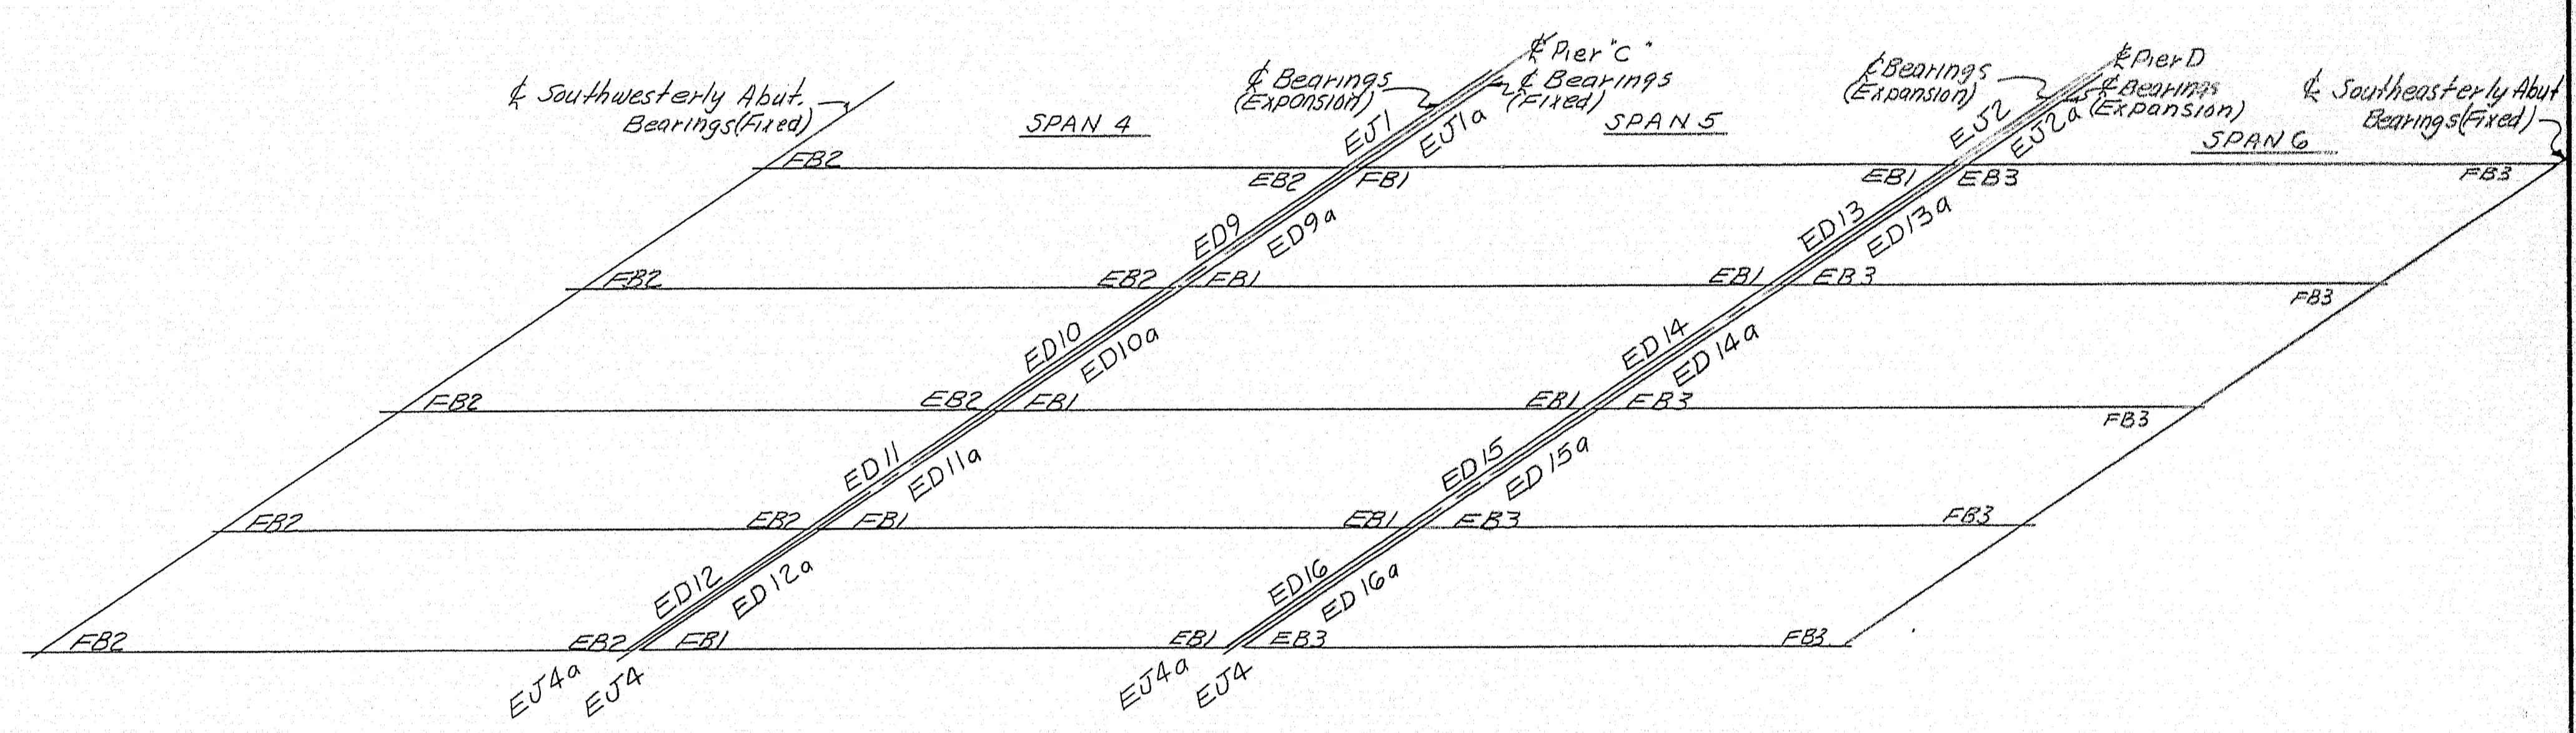 ℄ Southwesterly Abut.
Bearings(Fixed)
SPAN 4
℄ Bearings
(Expansion)
℄ Pier "C"
℄ Bearings
(Fixed)
SPAN 5
℄ Bearings
(Expansion)
℄ Pier D
℄ Bearings
(Expansion)
SPAN 6
℄ Southeasterly Abut
Bearings(Fixed)
EJ1
EJ1a
EJ2
EJ2a
FB2
EB2
FB1
EB1
EB3
FB3
ED9
ED9a
ED13
ED13a
FB2
EB2
FB1
EB1
EB3
FB3
ED10
ED10a
ED14
ED14a
FB2
EB2
FB1
EB1
EB3
FB3
ED11
ED11a
ED15
ED15a
FB2
EB2
FB1
EB1
EB3
FB3
ED12
ED12a
ED16
ED16a
FB2
EB2
FB1
EB1
EB3
FB3
EJ4a
EJ4
EJ4a
EJ4